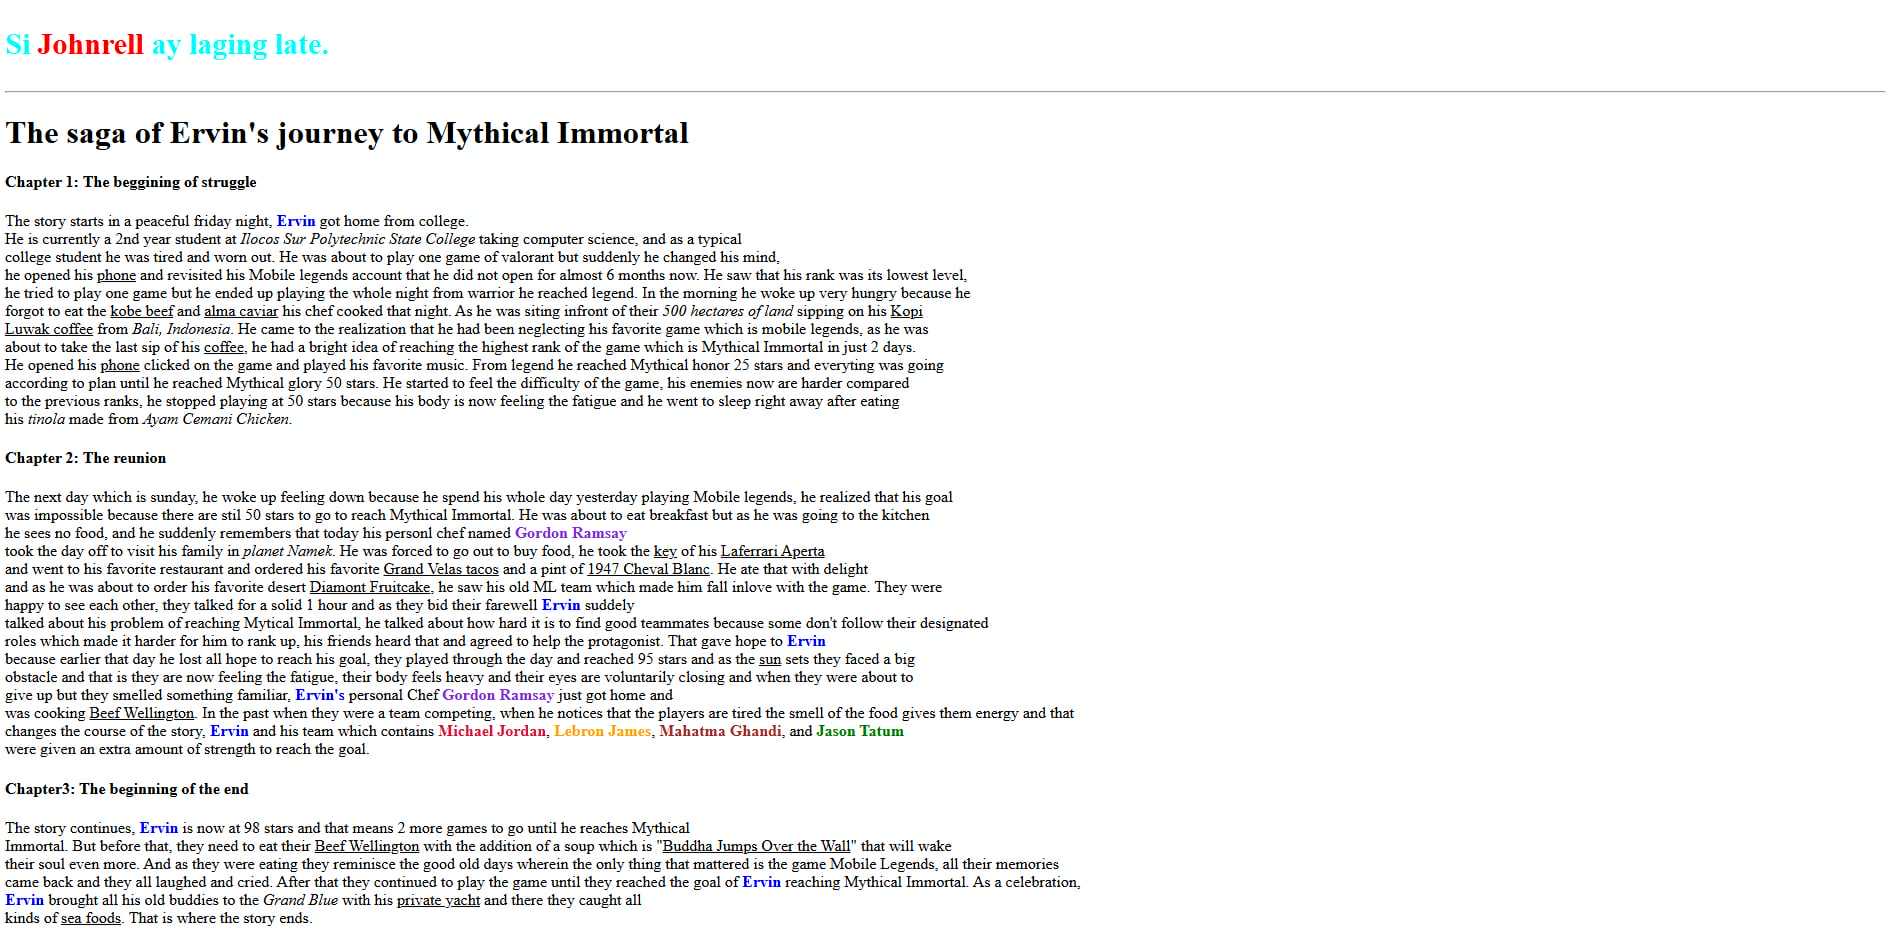 Si Johnrell ay laging late.
The saga of Ervin's journey to Mythical Immortal
Chapter 1: The beggining of struggle
The story starts in a peaceful friday night, Ervin got home from college.
He is currently a 2nd year student at Ilocos Sur Polytechnic State College taking computer science, and as a typical
college student he was tired and worn out. He was about to play one game of valorant but suddenly he changed his mind,
he opened his phone and revisited his Mobile legends account that he did not open for almost 6 months now. He saw that his rank was its lowest level,
he tried to play one game but he ended up playing the whole night from warrior he reached legend. In the morning he woke up very hungry because he
forgot to eat the kobe beef and alma caviar his chef cooked that night. As he was siting infront of their 500 hectares of land sipping on his Kopi
Luwak coffee from Bali, Indonesia. He came to the realization that he had been neglecting his favorite game which is mobile legends, as he was
about to take the last sip of his coffee, he had a bright idea of reaching the highest rank of the game which is Mythical Immortal in just 2 days.
He opened his phone clicked on the game and played his favorite music. From legend he reached Mythical honor 25 stars and everyting was going
according to plan until he reached Mythical glory 50 stars. He started to feel the difficulty of the game, his enemies now are harder compared
to the previous ranks, he stopped playing at 50 stars because his body is now feeling the fatigue and he went to sleep right away after eating
his tinola made from Ayam Cemani Chicken.
Chapter 2: The reunion
The next day which is sunday, he woke up feeling down because he spend his whole day yesterday playing Mobile legends, he realized that his goal
was impossible because there are stil 50 stars to go to reach Mythical Immortal. He was about to eat breakfast but as he was going to the kitchen
he sees no food, and he suddenly remembers that today his personl chef named Gordon Ramsay
took the day off to visit his family in planet Namek. He was forced to go out to buy food, he took the key of his Laferrari Aperta
and went to his favorite restaurant and ordered his favorite Grand Velas tacos and a pint of 1947 Cheval Blanc. He ate that with delight
and as he was about to order his favorite desert Diamont Fruitcake, he saw his old ML team which made him fall inlove with the game. They were
happy to see each other, they talked for a solid 1 hour and as they bid their farewell Ervin suddely
talked about his problem of reaching Mytical Immortal, he talked about how hard it is to find good teammates because some don't follow their designated
roles which made it harder for him to rank up, his friends heard that and agreed to help the protagonist. That gave hope to Ervin
because earlier that day he lost all hope to reach his goal, they played through the day and reached 95 stars and as the sun sets they faced a big
obstacle and that is they are now feeling the fatigue, their body feels heavy and their eyes are voluntarily closing and when they were about to
give up but they smelled something familiar, Ervin's personal Chef Gordon Ramsay just got home and
was cooking Beef Wellington. In the past when they were a team competing, when he notices that the players are tired the smell of the food gives them energy and that
changes the course of the story, Ervin and his team which contains Michael Jordan, Lebron James, Mahatma Ghandi, and Jason Tatum
were given an extra amount of strength to reach the goal.
Chapter3: The beginning of the end
The story continues, Ervin is now at 98 stars and that means 2 more games to go until he reaches Mythical
Immortal. But before that, they need to eat their Beef Wellington with the addition of a soup which is "Buddha Jumps Over the Wall" that will wake
their soul even more. And as they were eating they reminisce the good old days wherein the only thing that mattered is the game Mobile Legends, all their memories
came back and they all laughed and cried. After that they continued to play the game until they reached the goal of Ervin reaching Mythical Immortal. As a celebration,
Ervin brought all his old buddies to the Grand Blue with his private yacht and there they caught all
kinds of sea foods. That is where the story ends.